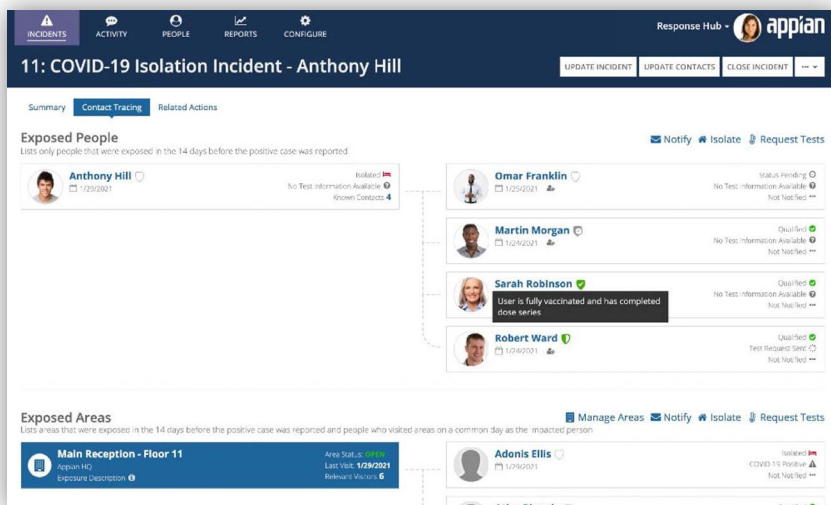 INCIDENTS
ACTIVITY
PEOPLE
REPORTS
CONFIGURE
Response Hub
appian
11: COVID-19 Isolation Incident - Anthony Hill
UPDATE INCIDENT
UPDATE CONTACTS
CLOSE INCIDENT
Summary
Contact Tracing
Related Actions
Exposed People
Lists only people that were exposed in the 14 days before the positive case was reported
Notify
Isolate
Request Tests
Anthony Hill
1/29/2021
Isolated
No Test Information Available
Known Contacts 4
Omar Franklin
1/25/2021
Status Pending
No Test Information Available
Not Notified
Martin Morgan
1/24/2021
Qualified
No Test Information Available
Not Notified
Sarah Robinson
User is fully vaccinated and has completed
dose series
Qualified
No Test Information Available
Not Notified
Robert Ward
1/24/2021
Qualified
Test Request Sent
Not Notified
Exposed Areas
Lists areas that were exposed in the 14 days before the positive case was reported and people who visited areas on a common day as the impacted person
Manage Areas
Notify
Isolate
Request Tests
Main Reception - Floor 11
Appian HQ
Exposure Description
Area Status: OPEN
Last Visit: 1/29/2021
Relevant Visitors 6
Adonis Ellis
1/29/2021
Isolated
COVID-19 Positive
Not Notified